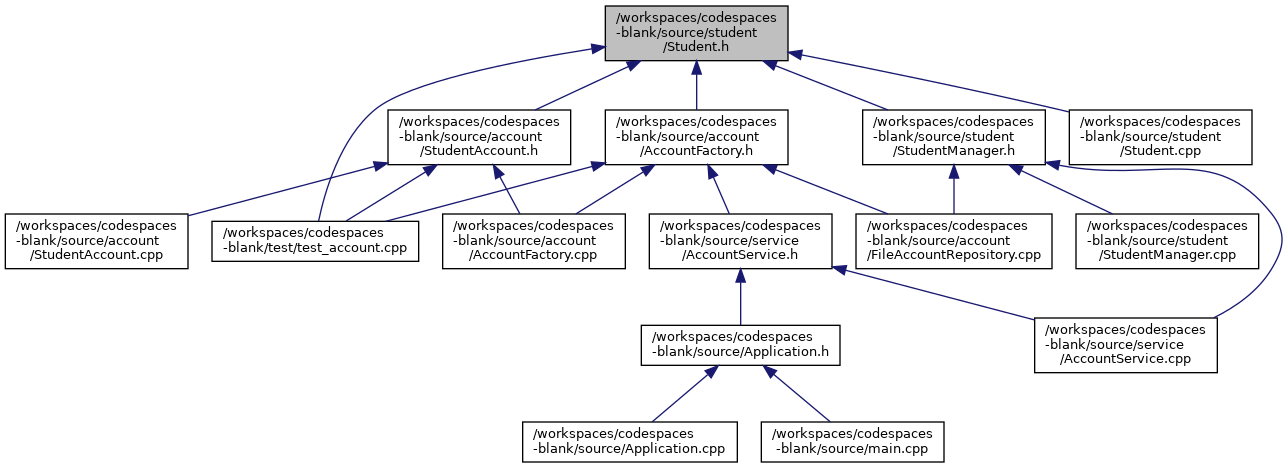 /workspaces/codespaces
-blank/source/student
/Student.h
/workspaces/codespaces
-blank/source/account
/StudentAccount.h
/workspaces/codespaces
-blank/source/account
/AccountFactory.h
/workspaces/codespaces
-blank/source/student
/StudentManager.h
/workspaces/codespaces
-blank/source/student
/Student.cpp
/workspaces/codespaces
-blank/source/account
/StudentAccount.cpp
/workspaces/codespaces
-blank/test/test_account.cpp
/workspaces/codespaces
-blank/source/account
/AccountFactory.cpp
/workspaces/codespaces
-blank/source/service
/AccountService.h
/workspaces/codespaces
-blank/source/account
/FileAccountRepository.cpp
/workspaces/codespaces
-blank/source/student
/StudentManager.cpp
/workspaces/codespaces
-blank/source/Application.h
/workspaces/codespaces
-blank/source/service
/AccountService.cpp
/workspaces/codespaces
-blank/source/Application.cpp
/workspaces/codespaces
-blank/source/main.cpp